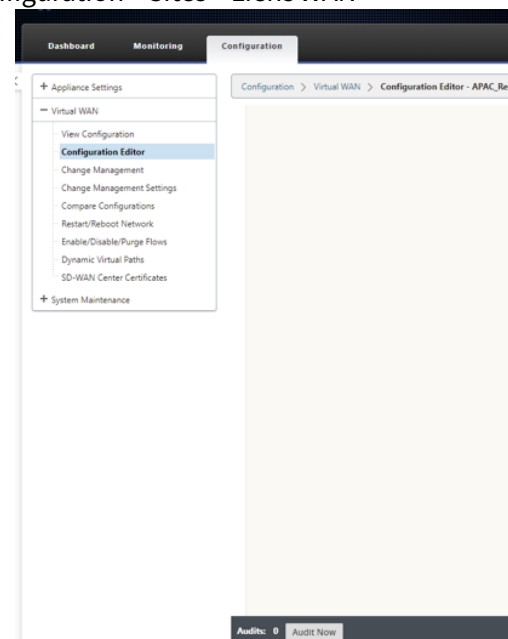 Dashboard Monitoring Configuration
+ Appliance Settings
Configuration > Virtual WAN > Configuration Editor - APAC_Re
− Virtual WAN
View Configuration
Configuration Editor
Change Management
Change Management Settings
Compare Configurations
Restart/Reboot Network
Enable/Disable/Purge Flows
Dynamic Virtual Paths
SD-WAN Center Certificates
+ System Maintenance
Audits: 0 Audit Now